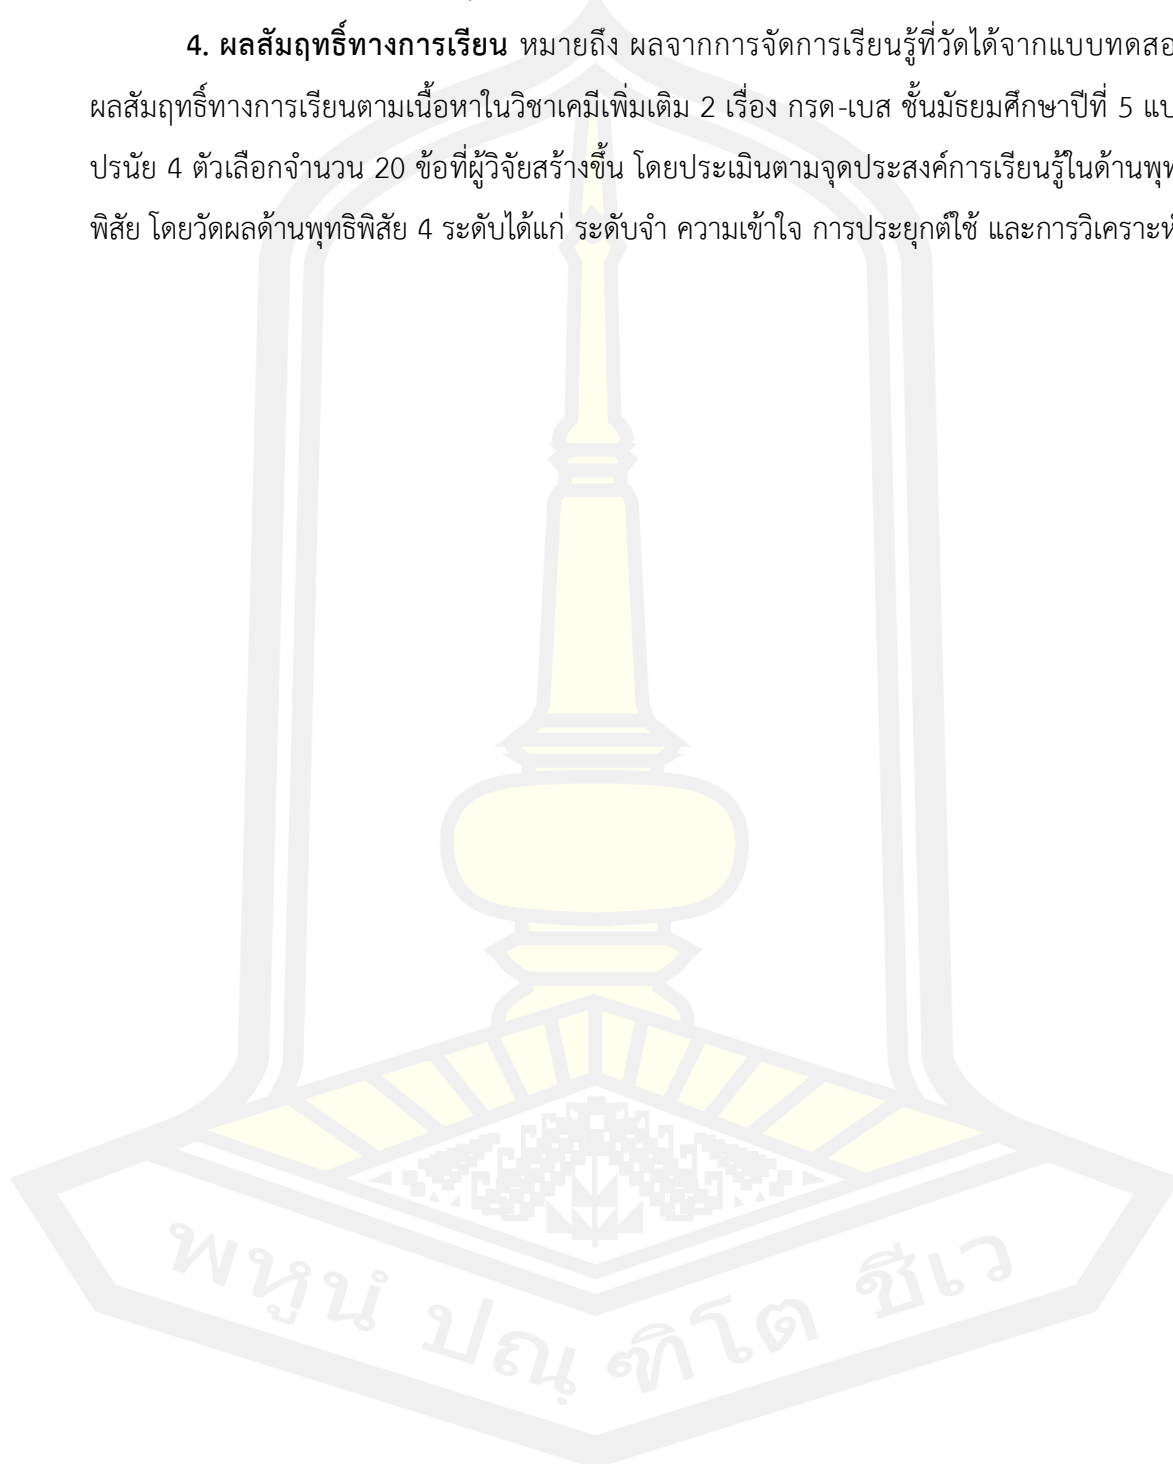 4. ผลสัมฤทธิ์ทางการเรียน หมายถึง ผลจากการจัดการเรียนรู้ที่วัดได้จากแบบทดสอ
ผลสัมฤทธิ์ทางการเรียนตามเนื้อหาในวิชาเคมีเพิ่มเติม 2 เรื่อง กรด-เบส ชั้นมัธยมศึกษาปีที่ 5 แบ
ปรนัย 4 ตัวเลือกจำนวน 20 ข้อที่ผู้วิจัยสร้างขึ้น โดยประเมินตามจุดประสงค์การเรียนรู้ในด้านพุท
พิสัย โดยวัดผลด้านพุทธิพิสัย 4 ระดับได้แก่ ระดับจำ ความเข้าใจ การประยุกต์ใช้ และการวิเคราะห์
พหูนํ ปณฺฑิโต ชีเว